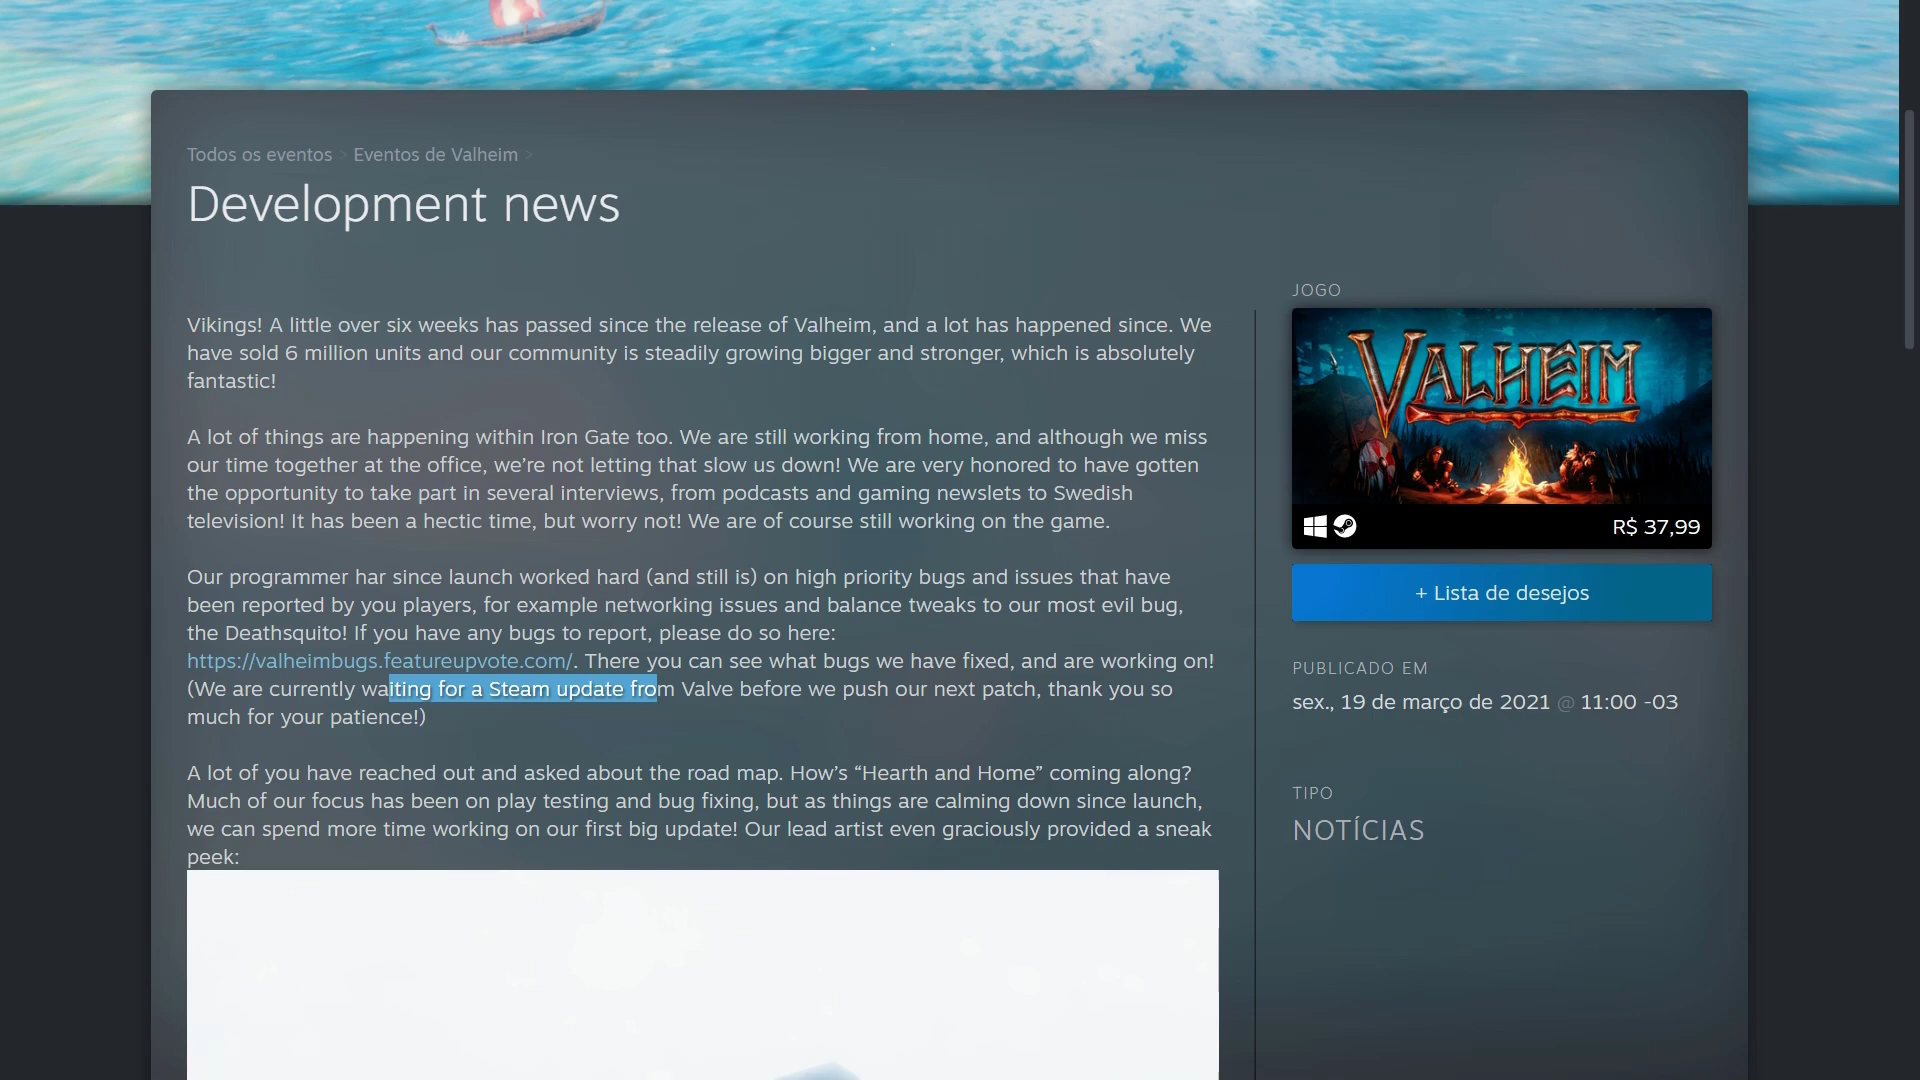 Todos os eventos > Eventos de Valheim >
Development news
Vikings! A little over six weeks has passed since the release of Valheim, and a lot has happened since. We
have sold 6 million units and our community is steadily growing bigger and stronger, which is absolutely
fantastic!
A lot of things are happening within Iron Gate too. We are still working from home, and although we miss
our time together at the office, we’re not letting that slow us down! We are very honored to have gotten
the opportunity to take part in several interviews, from podcasts and gaming newslets to Swedish
television! It has been a hectic time, but worry not! We are of course still working on the game.
Our programmer har since launch worked hard (and still is) on high priority bugs and issues that have
been reported by you players, for example networking issues and balance tweaks to our most evil bug,
the Deathsquito! If you have any bugs to report, please do so here:
https://valheimbugs.featureupvote.com/. There you can see what bugs we have fixed, and are working on!
(We are currently waiting for a Steam update from Valve before we push our next patch, thank you so
much for your patience!)
A lot of you have reached out and asked about the road map. How’s “Hearth and Home” coming along?
Much of our focus has been on play testing and bug fixing, but as things are calming down since launch,
we can spend more time working on our first big update! Our lead artist even graciously provided a sneak
peek:
JOGO
VALHEIM
R$ 37,99
+ Lista de desejos
PUBLICADO EM
sex., 19 de março de 2021 @ 11:00 -03
TIPO
NOTÍCIAS